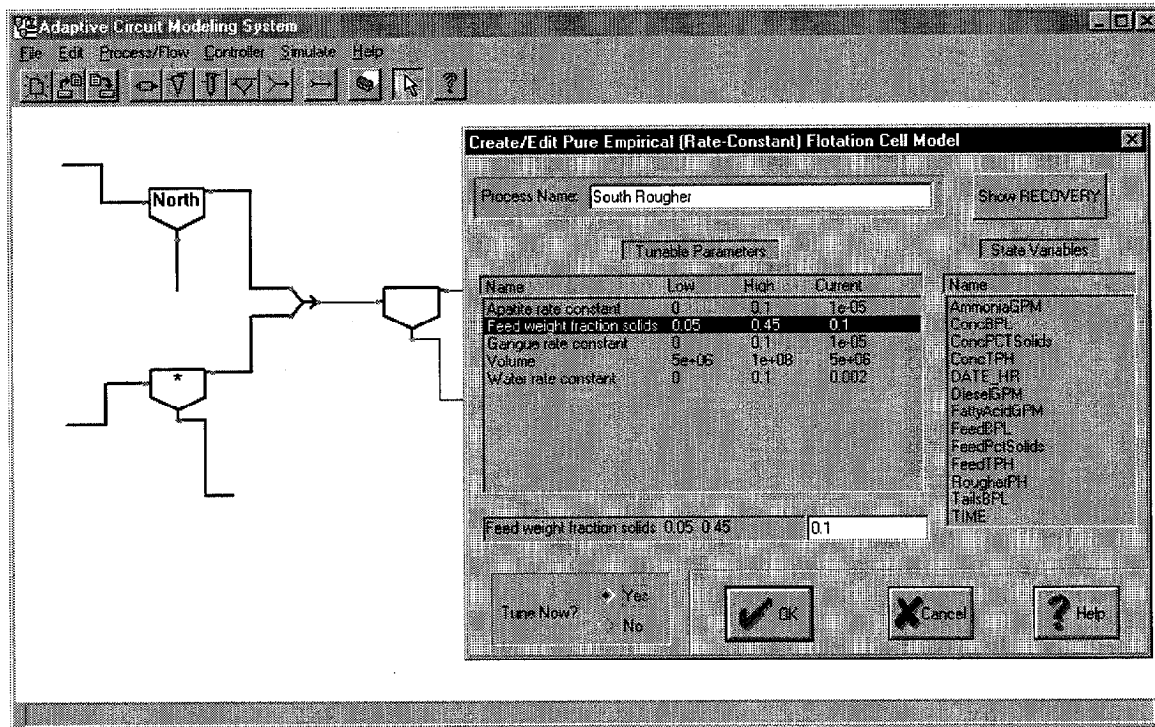 Adaptive Circuit Modeling System
File Edit Process/Flow Controller Simulate Help
?
North
*
Create/Edit Pure Empirical (Rate-Constant) Flotation Cell Model
Process Name: South Rougher
Show RECOVERY
Tunable Parameters
Name Low High Current
Apatite rate constant 0 0.1 1e-05
Feed weight fraction solids 0.05 0.45 0.1
Gangue rate constant 0 0.1 1e-05
Volume 5e+06 1e+08 5e+06
Water rate constant 0 0.1 0.002
State Variables
Name
AmmoniaGPM
ConcBPL
ConcPCTSolids
ConcTPH
DATE_HR
DieselGPM
FattyAcidGPM
FeedBPL
FeedPctSolids
FeedTPH
RougherPH
TailsBPL
TIME
Feed weight fraction solids 0.05 0.45 0.1
Tune Now?
Yes
No
OK
Cancel
? Help